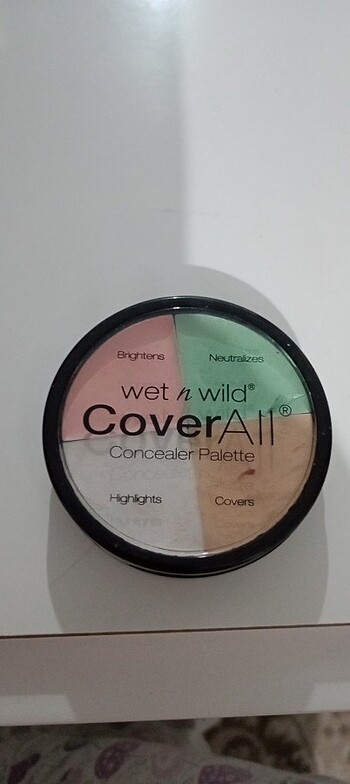 Brightens Neutralizes
wet n wild®
CoverAll®
Concealer Palette
Highlights Covers